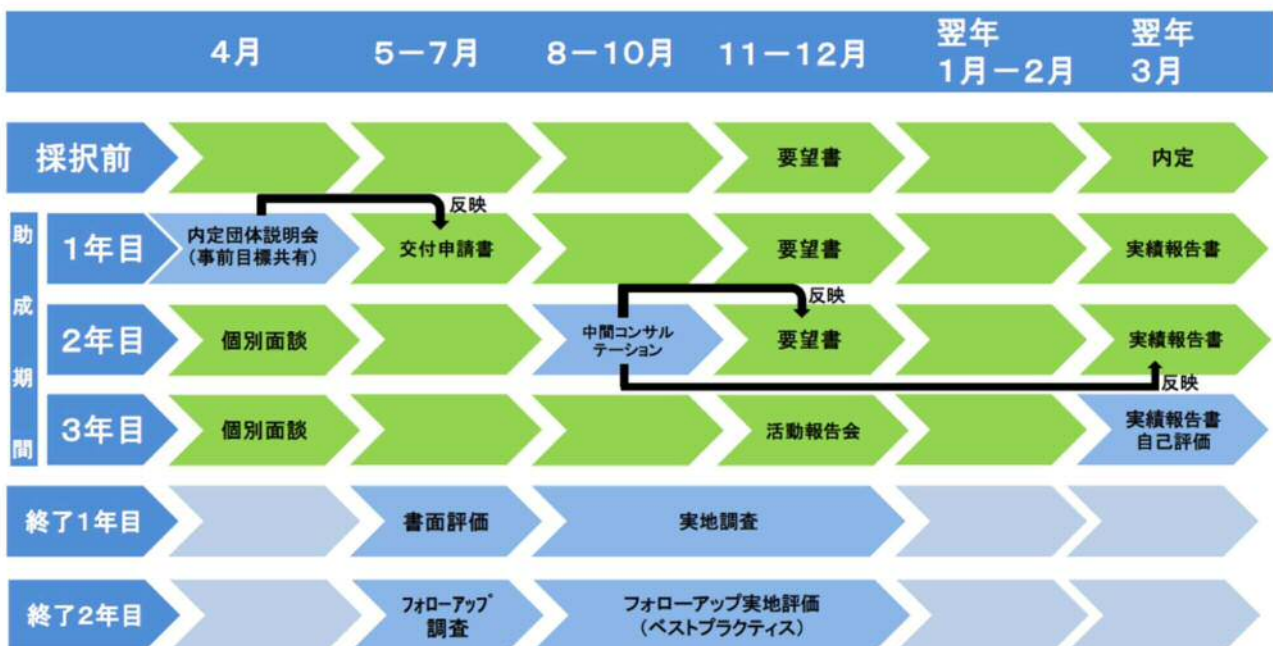 4月
5－7月
8－10月
11－12月
翌年
1月－2月
翌年
3月
採択前
要望書
内定
助成期間
1年目
内定団体説明会
（事前目標共有）
反映
交付申請書
要望書
実績報告書
2年目
個別面談
中間コンサル
テーション
反映
要望書
実績報告書
反映
3年目
個別面談
活動報告会
実績報告書
自己評価
終了1年目
書面評価
実地調査
終了2年目
フォローアップ
調査
フォローアップ実地評価
（ベストプラクティス）